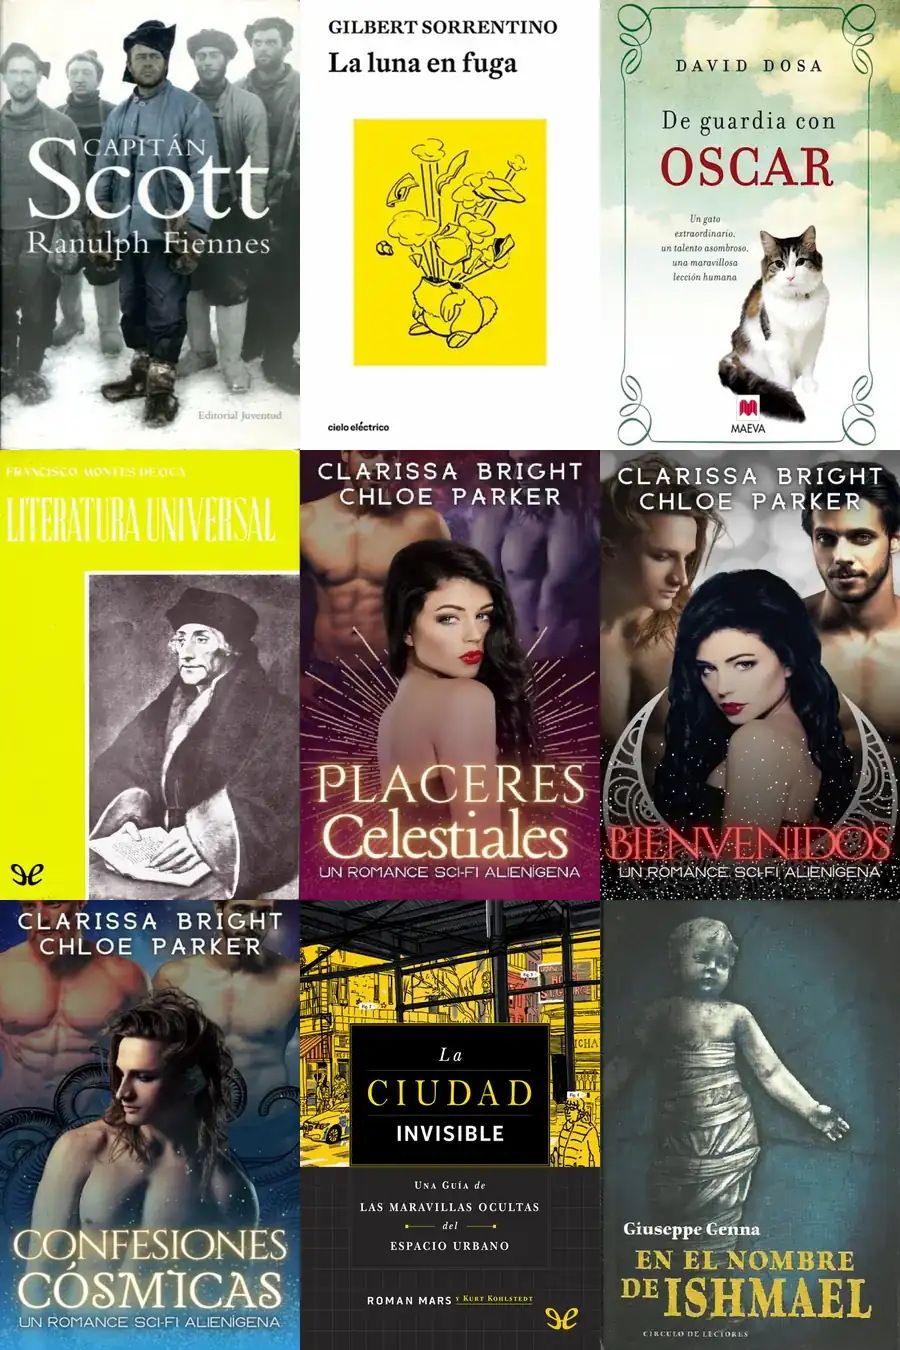 CAPITÁN
Scott
Ranulph Fiennes
Editorial Juventud
GILBERT SORRENTINO
La luna en fuga
cielo eléctrico
DAVID DOSA
De guardia con
OSCAR
Un gato
extraordinario,
un talento asombroso,
una maravillosa
lección humana
MAEVA
FRANCISCO MONTES DE OCA
LITERATURA UNIVERSAL
CLARISSA BRIGHT
CHLOE PARKER
PLACERES
Celestiales
UN ROMANCE SCI-FI ALIENÍGENA
CLARISSA BRIGHT
CHLOE PARKER
BIENVENIDOS
UN ROMANCE SCI-FI ALIENÍGENA
CLARISSA BRIGHT
CHLOE PARKER
CONFESIONES
CÓSMICAS
UN ROMANCE SCI-FI ALIENÍGENA
La
CIUDAD
INVISIBLE
UNA GUÍA de
LAS MARAVILLAS OCULTAS
del
ESPACIO URBANO
ROMAN MARS Y KURT KOHLSTEDT
Giuseppe Genna
EN EL NOMBRE
DE ISHMAEL
CÍRCULO DE LECTORES